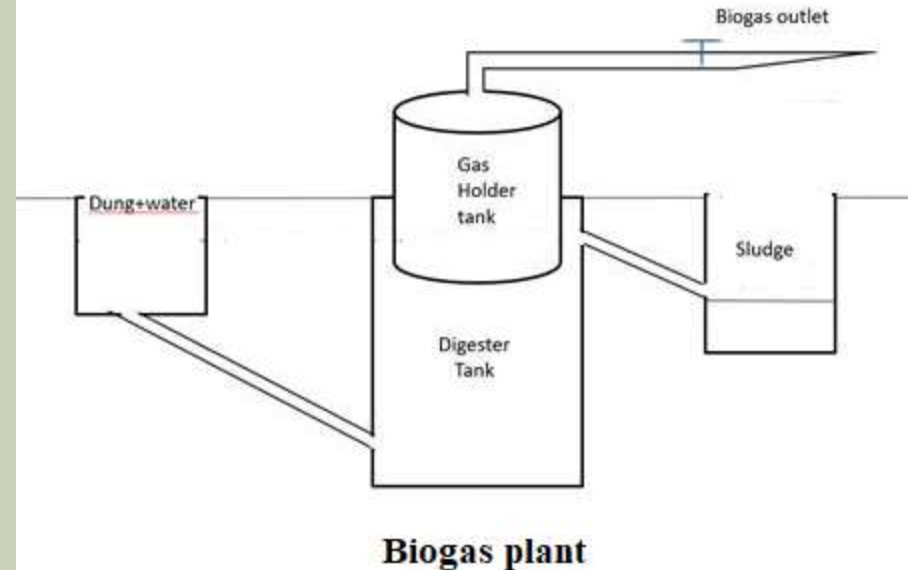 Biogas outlet
Gas
Holder
tank
Dung+water
Sludge
Digester
Tank
Biogas plant